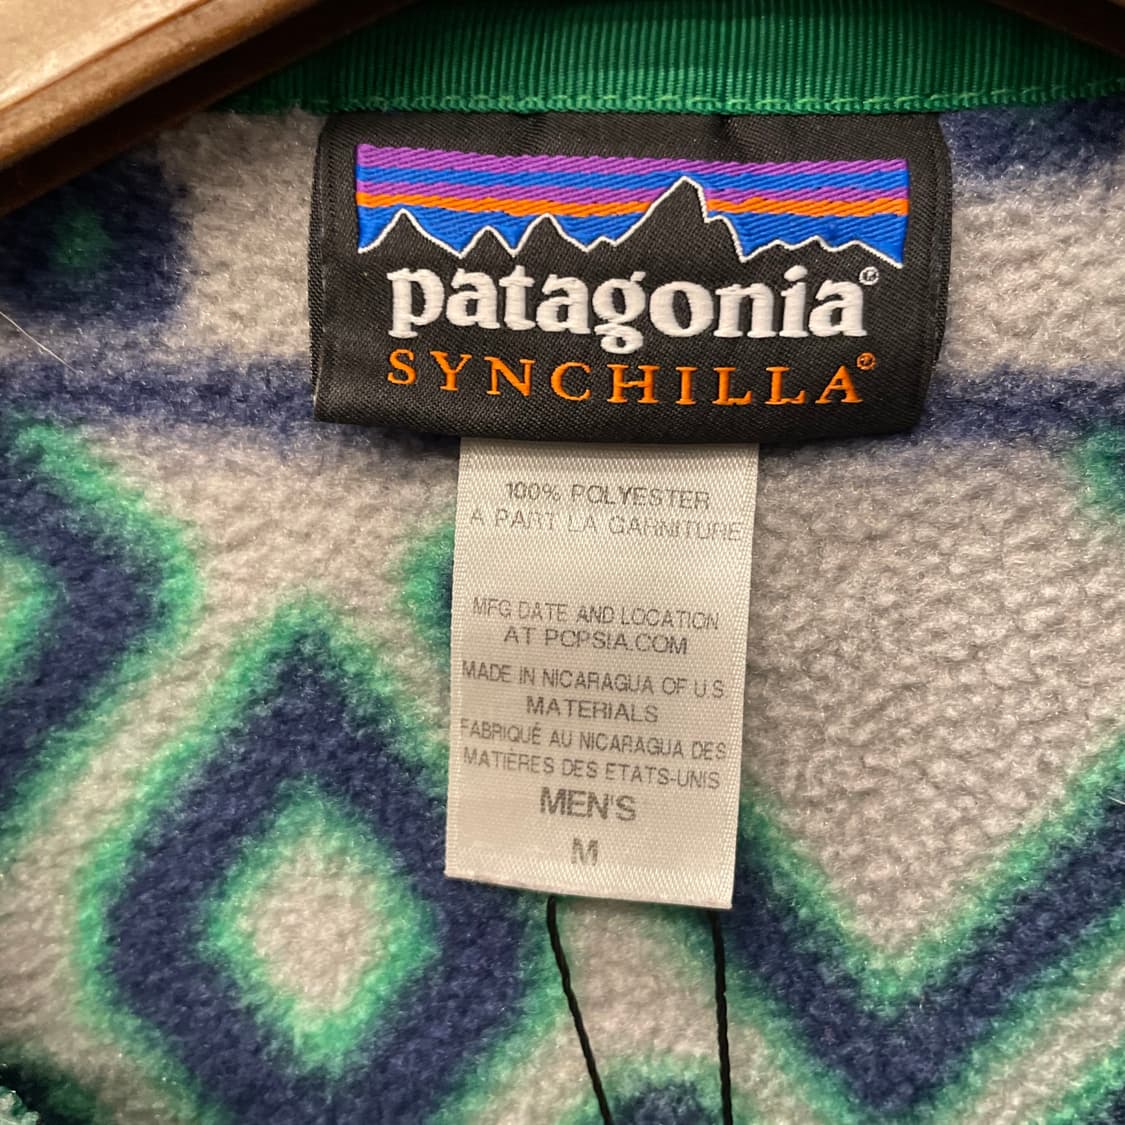 patagonia®
SYNCHILLA®
100% POLYESTER
A PART LA GARNITURE
MFG DATE AND LOCATION
AT PCPSIA.COM
MADE IN NICARAGUA OF U.S.
MATERIALS
FABRIQUÉ AU NICARAGUA DES
MATIÈRES DES ETATS-UNIS
MEN'S
M